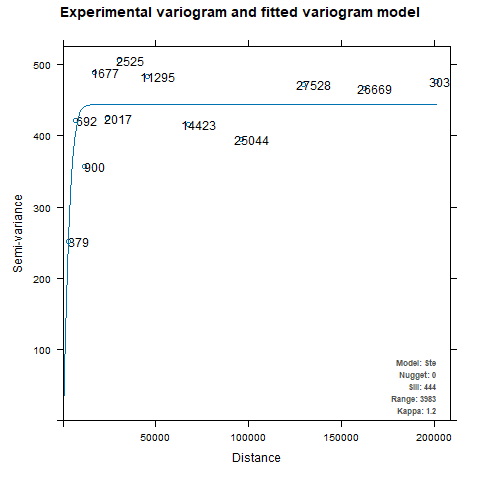 Experimental variogram and fitted variogram model
Semi-variance
500
400
300
200
100
2525
1677
11295
27528
26669
303
692
2017
14423
25044
900
379
Model: Ste
Nugget: 0
Sill: 444
Range: 3983
Kappa: 1.2
50000 100000 150000 200000
Distance